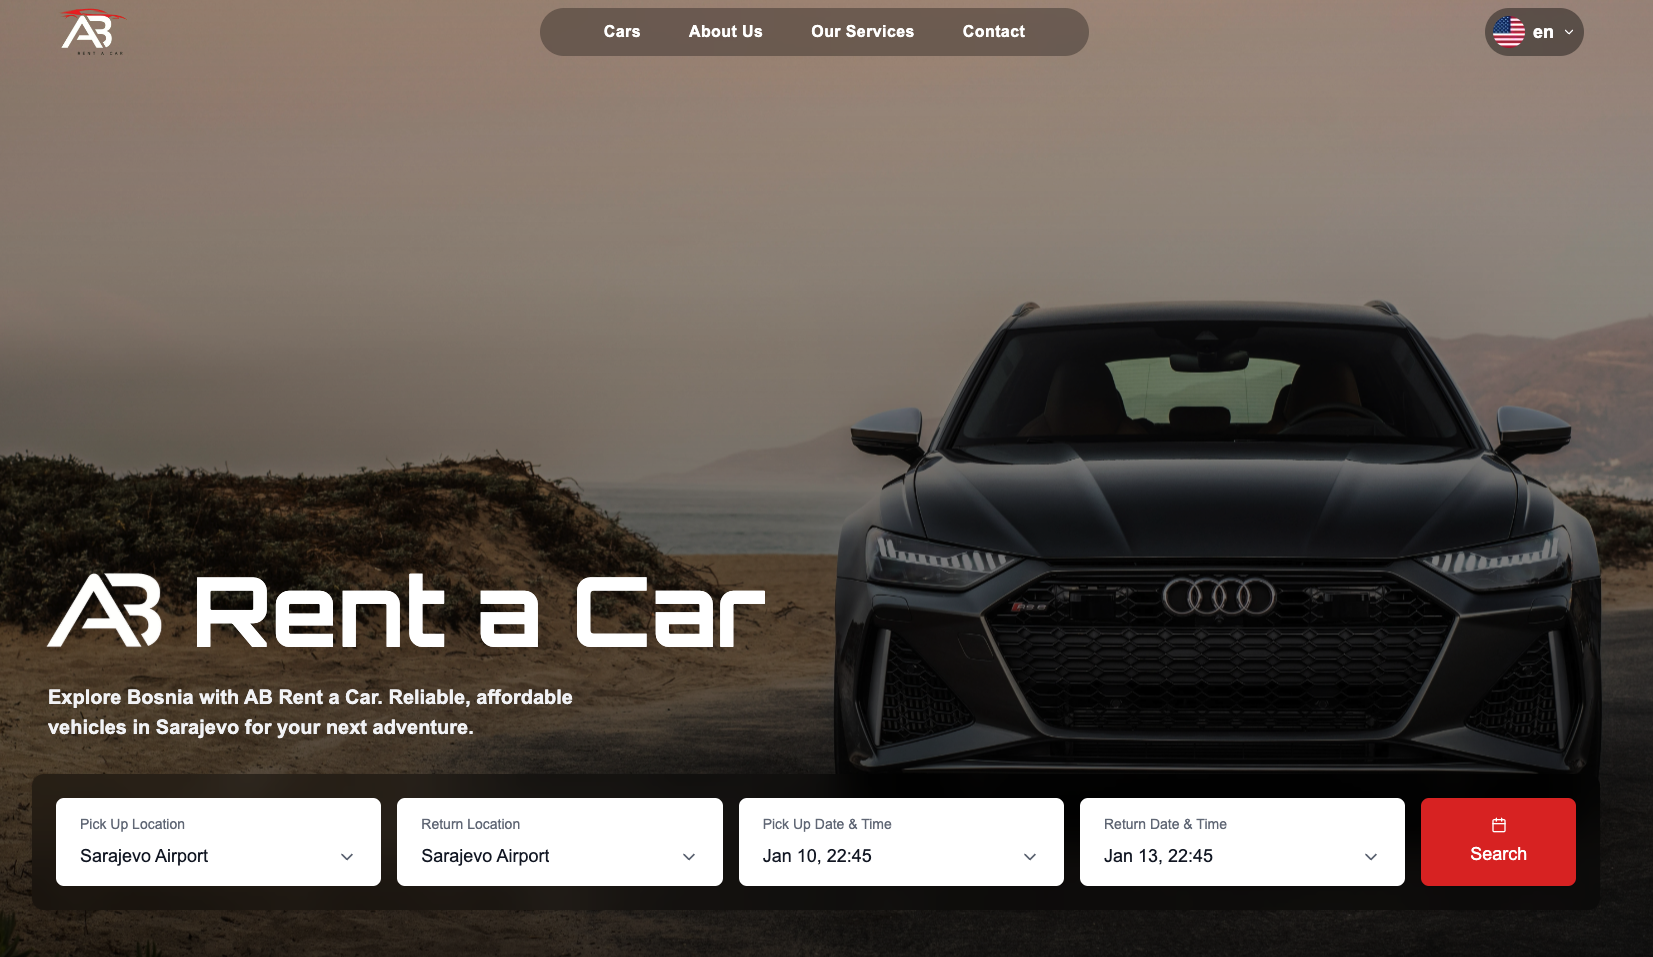 AB
RENT A CAR
Cars
About Us
Our Services
Contact
en
RS 6
AB Rent a Car
Explore Bosnia with AB Rent a Car. Reliable, affordable
vehicles in Sarajevo for your next adventure.
Pick Up Location
Sarajevo Airport
Return Location
Sarajevo Airport
Pick Up Date & Time
Jan 10, 22:45
Return Date & Time
Jan 13, 22:45
Search